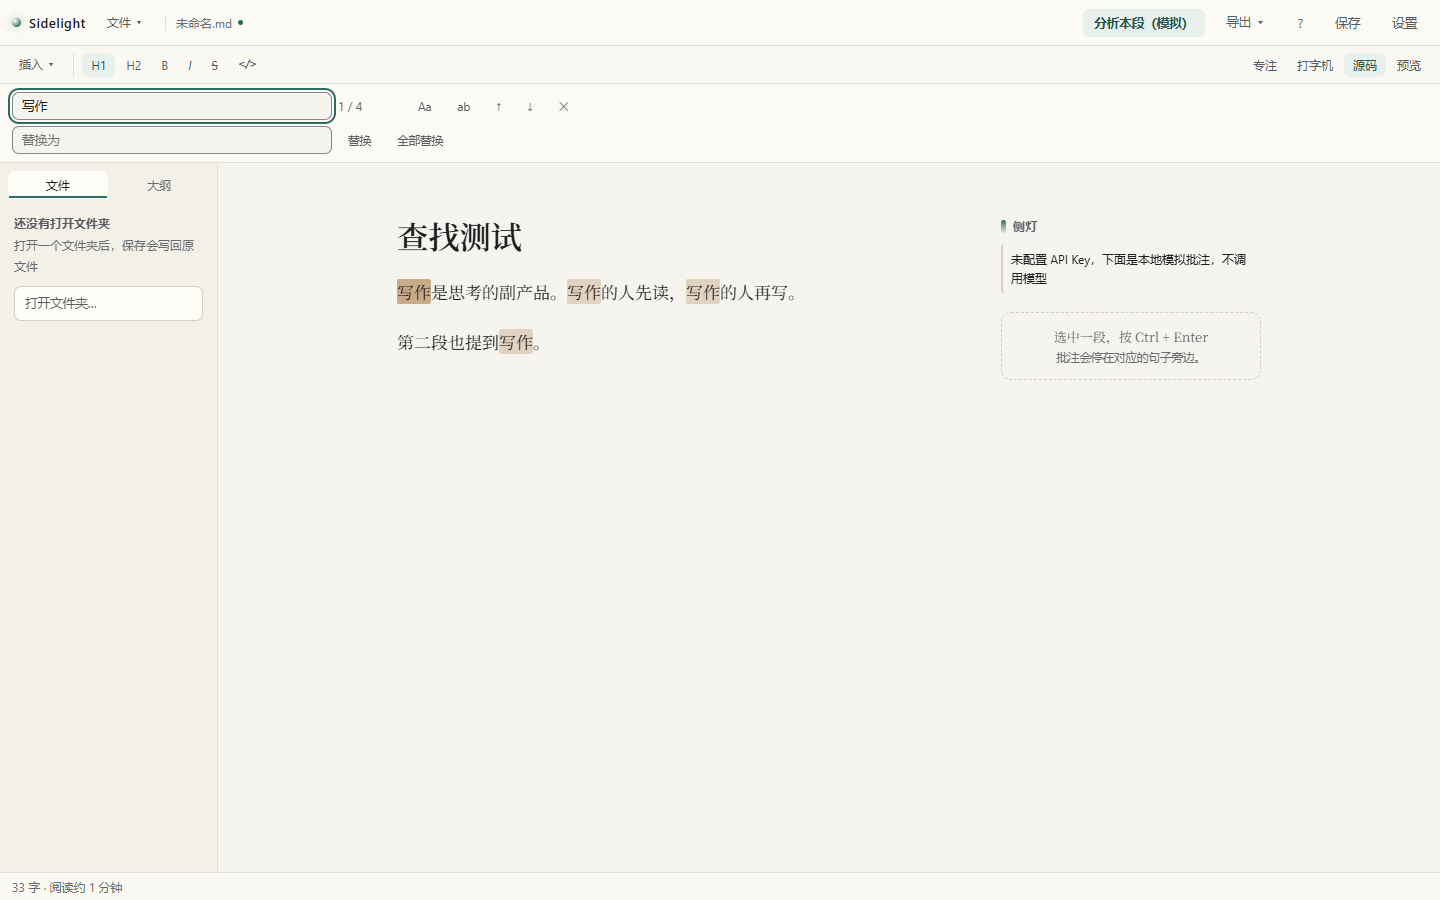 Sidelight 文件 未命名.md 分析本段（模拟） 导出 ? 保存 设置
插入 H1 H2 B I S </> 专注 打字机 源码 预览
写作 1 / 4 Aa ab ↑ ↓ ×
替换为 替换 全部替换
文件 大纲
还没有打开文件夹
打开一个文件夹后，保存会写回原
文件
打开文件夹...
查找测试
写作是思考的副产品。写作的人先读，写作的人再写。
第二段也提到写作。
侧灯
未配置 API Key，下面是本地模拟批注，不调
用模型
选中一段，按 Ctrl + Enter
批注会停在对应的句子旁边。
33 字 · 阅读约 1 分钟